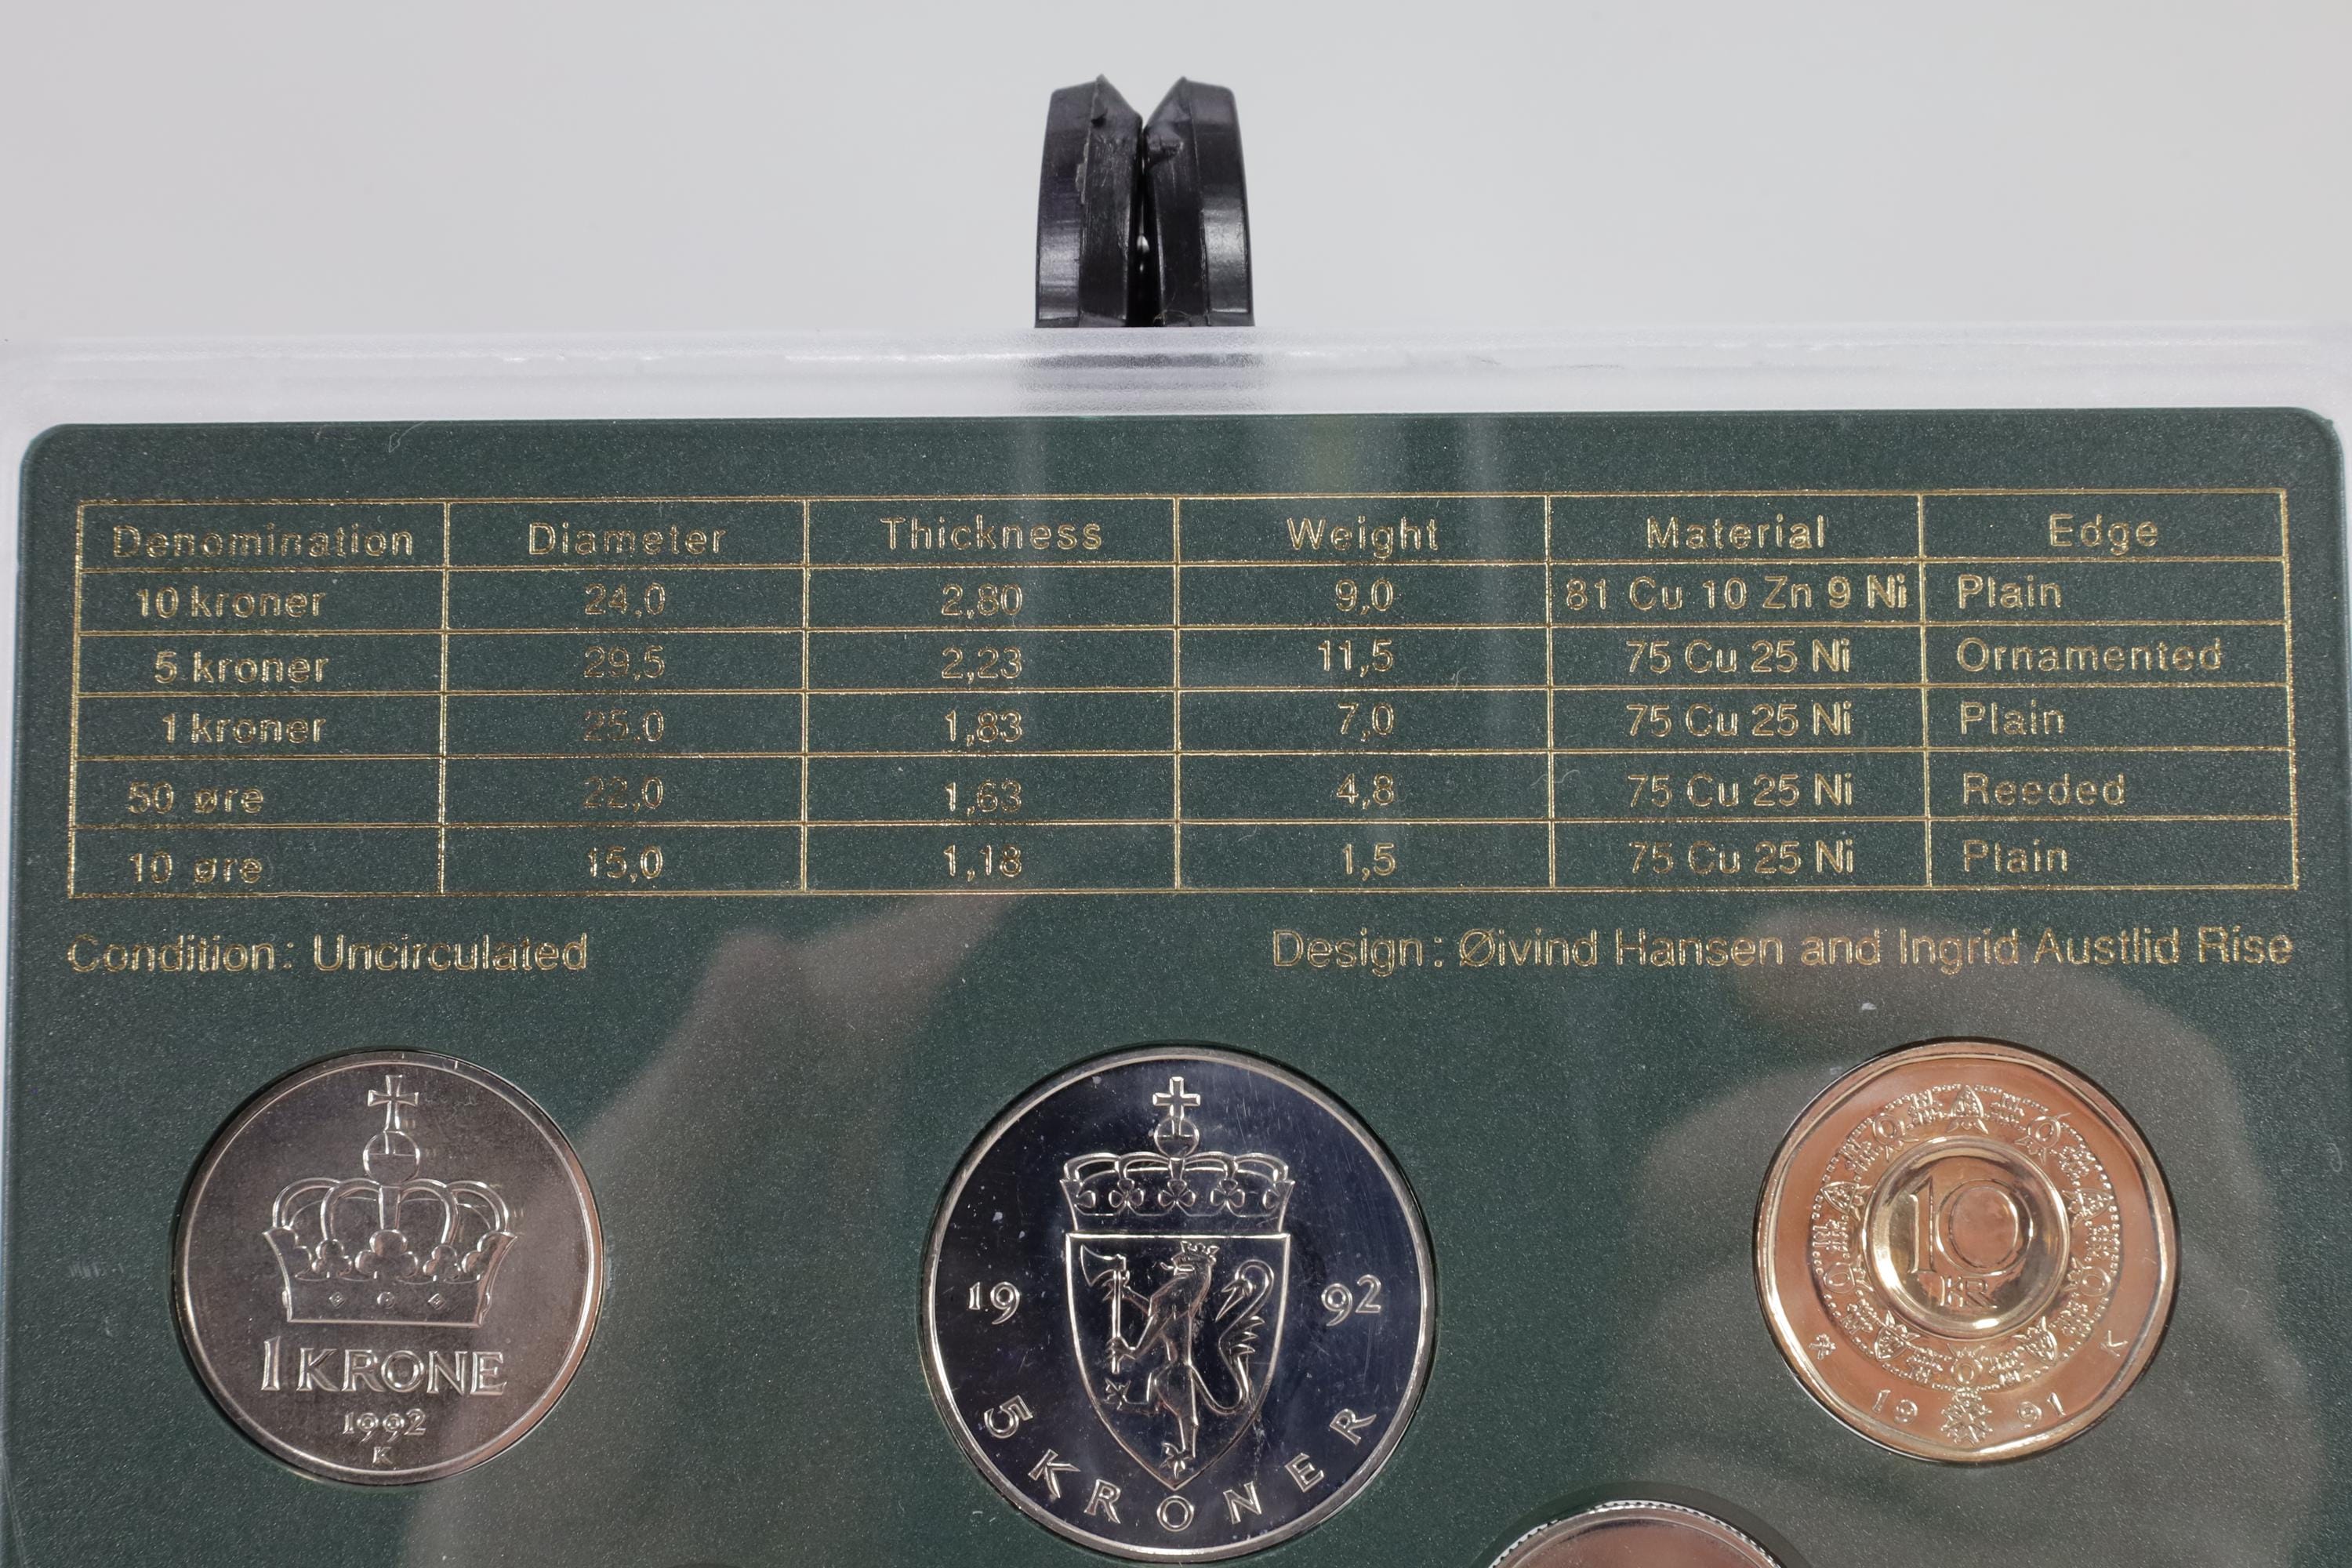 Denomination Diameter Thickness Weight Material Edge
10 kroner 24,0 2,80 9,0 81 Cu 10 Zn 9 Ni Plain
5 kroner 29,5 2,23 11,5 75 Cu 25 Ni Ornamented
1 kroner 25,0 1,83 7,0 75 Cu 25 Ni Plain
50 øre 22,0 1,63 4,8 75 Cu 25 Ni Reeded
10 øre 15,0 1,18 1,5 75 Cu 25 Ni Plain
Condition: Uncirculated
Design: Øivind Hansen and Ingrid Austlid Rise
1 KRONE
1992
K
19 92
5 KRONER
10
KR
K
19 91